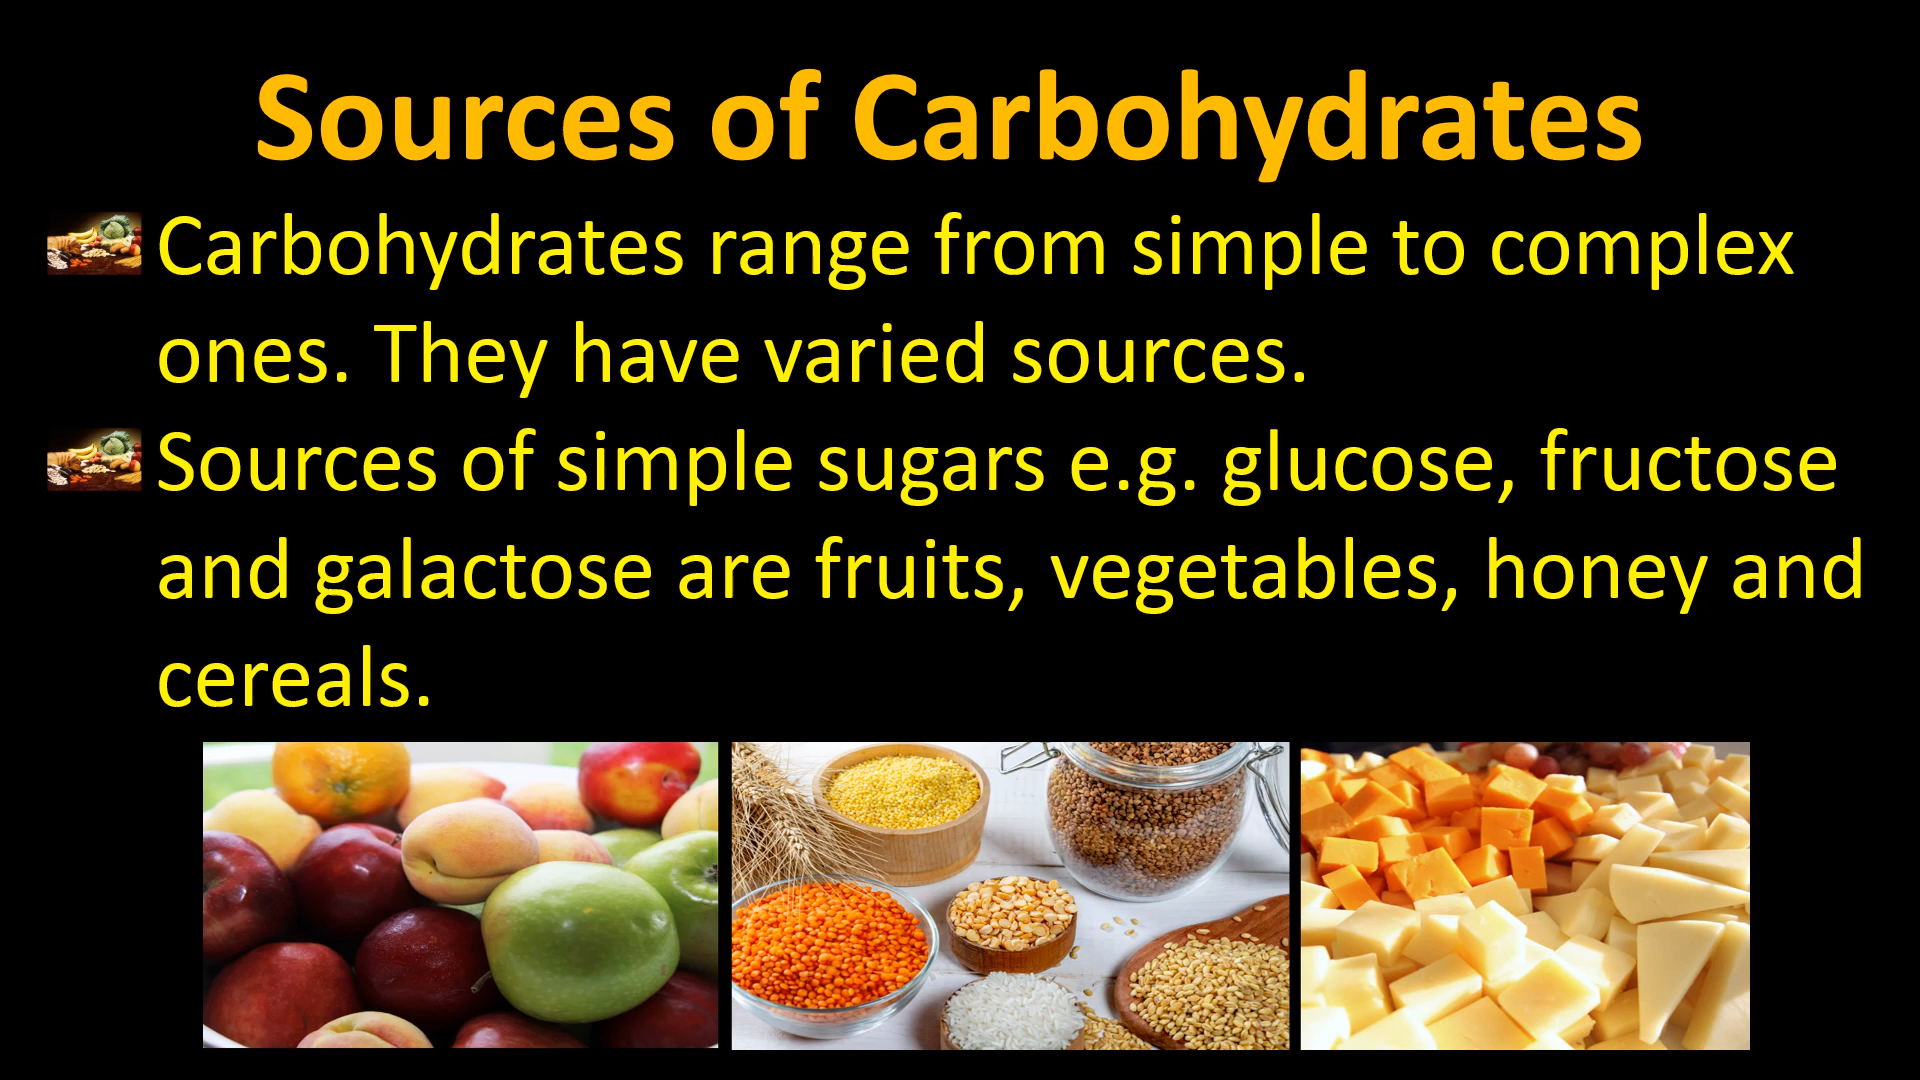 Sources of Carbohydrates
Carbohydrates range from simple to complex
ones. They have varied sources.
Sources of simple sugars e.g. glucose, fructose
and galactose are fruits, vegetables, honey and
cereals.